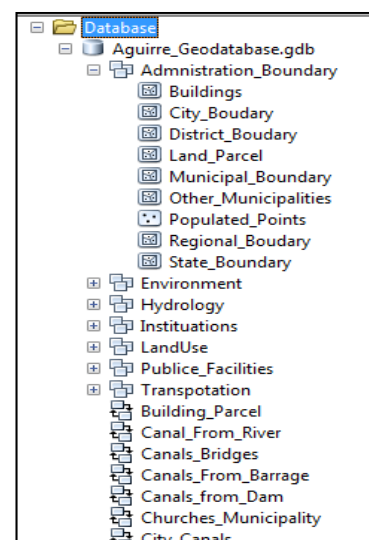 Database
Aguirre_Geodatabase.gdb
Admnistration_Boundary
Buildings
City_Boudary
District_Boudary
Land_Parcel
Municipal_Boundary
Other_Municipalities
Populated_Points
Regional_Boudary
State_Boundary
Environment
Hydrology
Instituations
LandUse
Publice_Facilities
Transpotation
Building_Parcel
Canal_From_River
Canals_Bridges
Canals_From_Barrage
Canals_from_Dam
Churches_Municipality
City_Canals